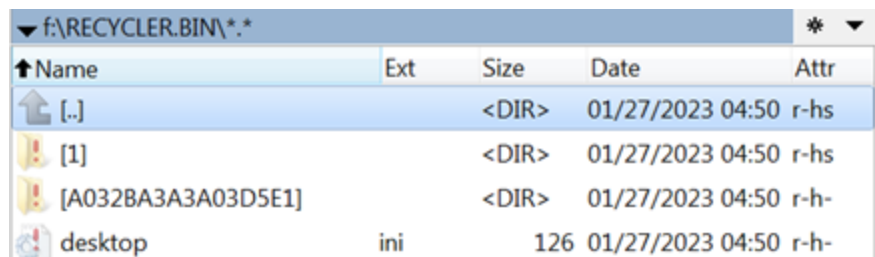 f:\RECYCLER.BIN\*.*
Name Ext Size Date Attr
[..] <DIR> 01/27/2023 04:50 r-hs
[1] <DIR> 01/27/2023 04:50 r-hs
[A032BA3A3A03D5E1] <DIR> 01/27/2023 04:50 r-h-
desktop ini 126 01/27/2023 04:50 r-h-